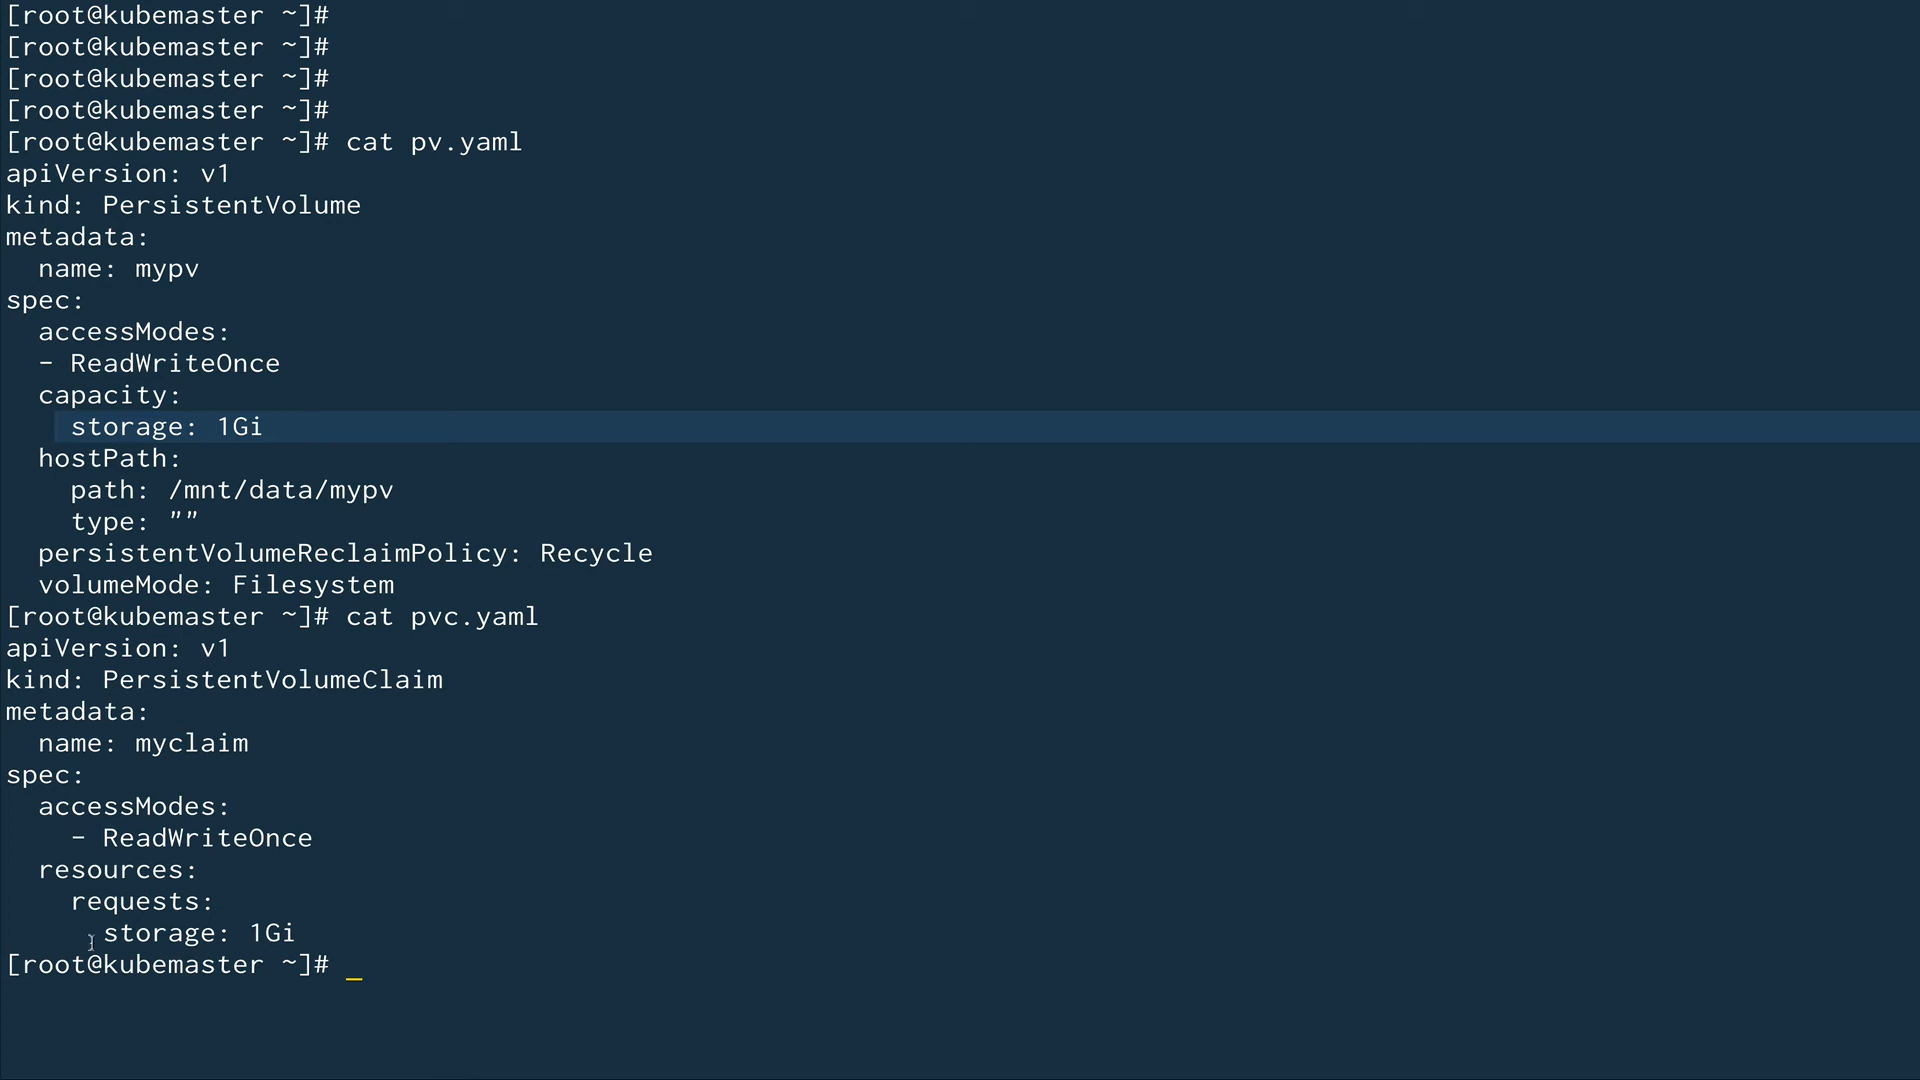 [root@kubemaster ~]#
[root@kubemaster ~]#
[root@kubemaster ~]#
[root@kubemaster ~]#
[root@kubemaster ~]# cat pv.yaml
apiVersion: v1
kind: PersistentVolume
metadata:
  name: mypv
spec:
  accessModes:
  - ReadWriteOnce
  capacity:
    storage: 1Gi
  hostPath:
    path: /mnt/data/mypv
    type: ""
  persistentVolumeReclaimPolicy: Recycle
  volumeMode: Filesystem
[root@kubemaster ~]# cat pvc.yaml
apiVersion: v1
kind: PersistentVolumeClaim
metadata:
  name: myclaim
spec:
  accessModes:
    - ReadWriteOnce
  resources:
    requests:
      storage: 1Gi
[root@kubemaster ~]# _